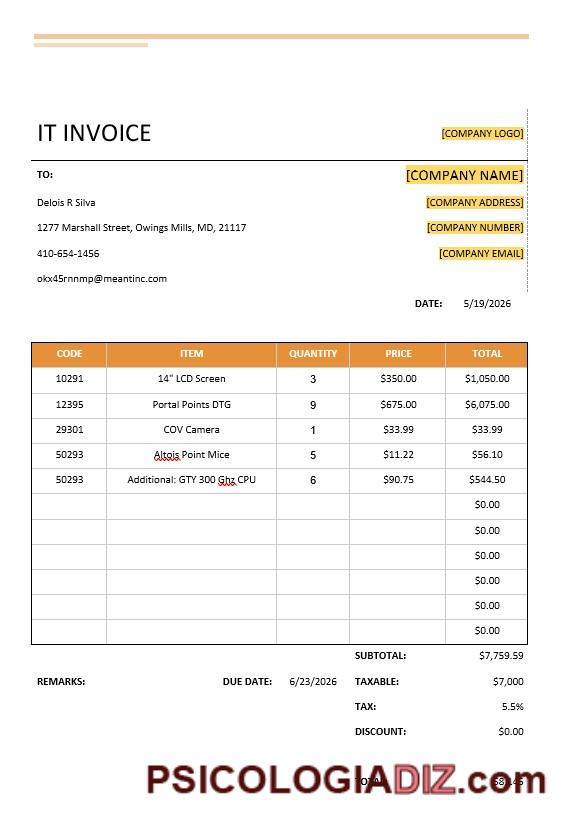 IT INVOICE
[COMPANY LOGO]
TO:
[COMPANY NAME]
Delois R Silva
[COMPANY ADDRESS]
1277 Marshall Street, Owings Mills, MD, 21117
[COMPANY NUMBER]
410-654-1456
[COMPANY EMAIL]
okx45rnnmp@meantinc.com
DATE: 5/19/2026
CODE ITEM QUANTITY PRICE TOTAL
10291 14" LCD Screen 3 $350.00 $1,050.00
12395 Portal Points DTG 9 $675.00 $6,075.00
29301 COV Camera 1 $33.99 $33.99
50293 Altois Point Mice 5 $11.22 $56.10
50293 Additional: GTY 300 Ghz CPU 6 $90.75 $544.50
$0.00
$0.00
$0.00
$0.00
$0.00
$0.00
SUBTOTAL: $7,759.59
REMARKS: DUE DATE: 6/23/2026 TAXABLE: $7,000
TAX: 5.5%
DISCOUNT: $0.00
PSICOLOGIADIZ.com